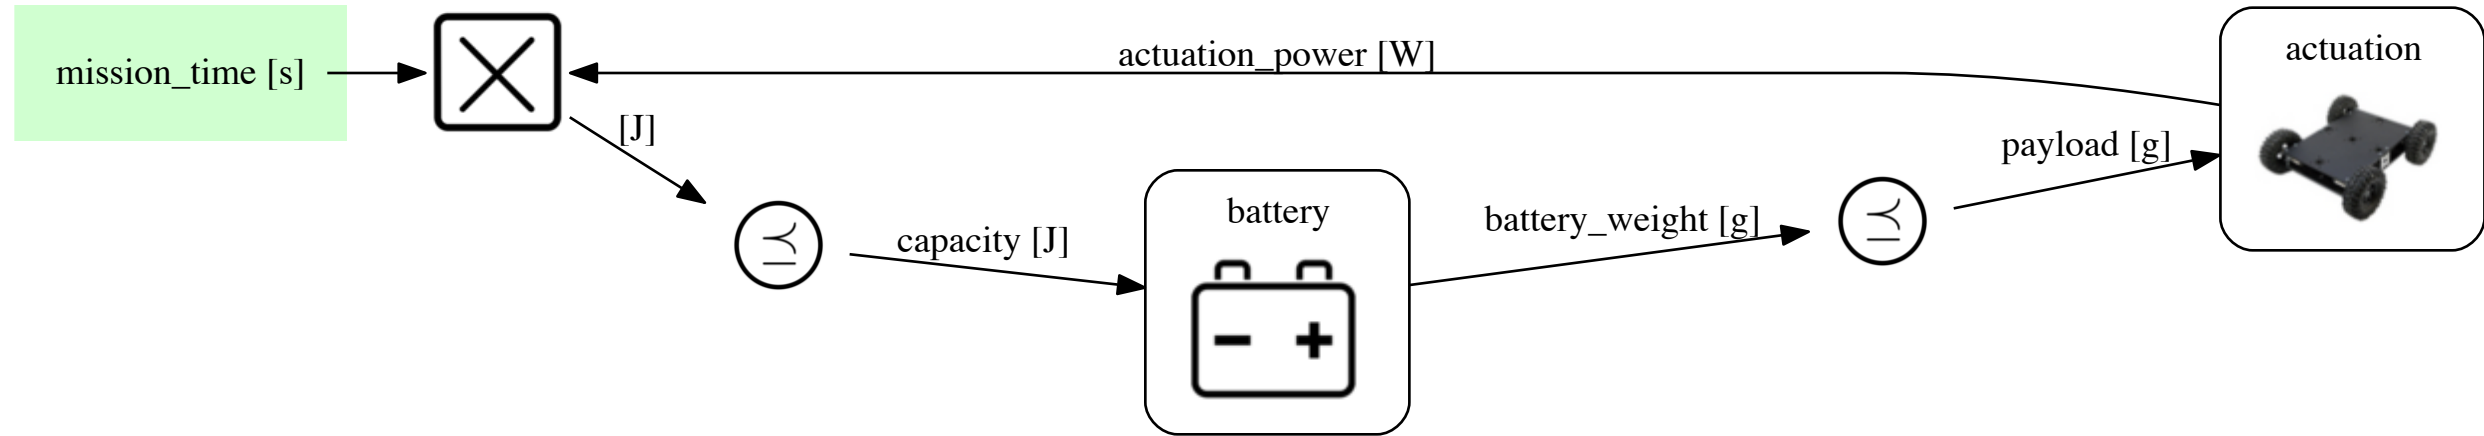 mission_time [s]
actuation_power [W]
actuation
[J]
payload [g]
battery
battery_weight [g]
capacity [J]
≼
≼
− +